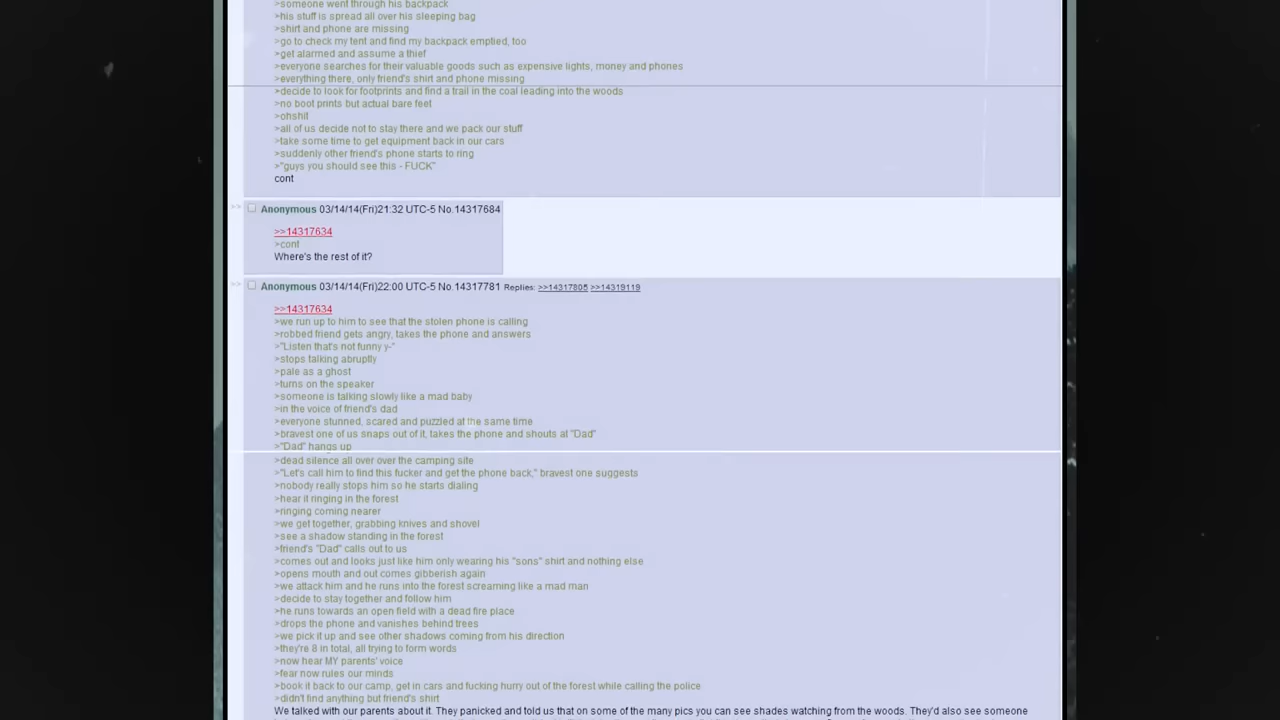 >someone went through his backpack
>his stuff is spread all over his sleeping bag
>shirt and phone are missing
>go to check my tent and find my backpack emptied, too
>get alarmed and assume a thief
>everyone searches for their valuable goods such as expensive lights, money and phones
>everything there, only friend's shirt and phone missing
>decide to look for footprints and find a trail in the coal leading into the woods
>no boot prints but actual bare feet
>ohshit
>all of us decide not to stay there and we pack our stuff
>take some time to get equipment back in our cars
>suddenly other friend's phone starts to ring
>"guys you should see this - FUCK"
cont
>> Anonymous 03/14/14(Fri)21:32 UTC-5 No.14317684
>>14317634
>cont
Where's the rest of it?
>> Anonymous 03/14/14(Fri)22:00 UTC-5 No.14317781 Replies: >>14317805 >>14319119
>>14317634
>we run up to him to see that the stolen phone is calling
>robbed friend gets angry, takes the phone and answers
>"Listen that's not funny y-"
>stops talking abruptly
>pale as a ghost
>turns on the speaker
>someone is talking slowly like a mad baby
>in the voice of friend's dad
>everyone stunned, scared and puzzled at the same time
>bravest one of us snaps out of it, takes the phone and shouts at "Dad"
>"Dad" hangs up
>dead silence all over over the camping site
>"Let's call him to find this fucker and get the phone back," bravest one suggests
>nobody really stops him so he starts dialing
>hear it ringing in the forest
>ringing coming nearer
>we get together, grabbing knives and shovel
>see a shadow standing in the forest
>friend's "Dad" calls out to us
>comes out and looks just like him only wearing his "sons" shirt and nothing else
>opens mouth and out comes gibberish again
>we attack him and he runs into the forest screaming like a mad man
>decide to stay together and follow him
>he runs towards an open field with a dead fire place
>drops the phone and vanishes behind trees
>we pick it up and see other shadows coming from his direction
>they're 8 in total, all trying to form words
>now hear MY parents' voice
>fear now rules our minds
>book it back to our camp, get in cars and fucking hurry out of the forest while calling the police
>didn't find anything but friend's shirt
We talked with our parents about it. They panicked and told us that on some of the many pics you can see shades watching from the woods. They'd also see someone